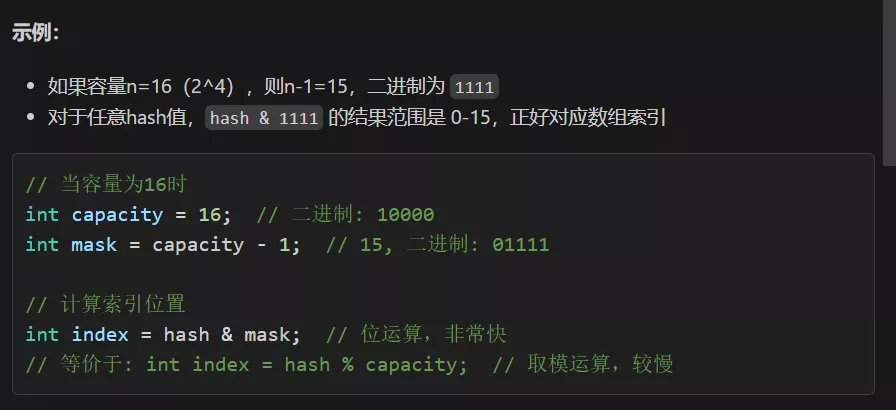 示例：
如果容量n=16（2^4），则n-1=15，二进制为 1111
对于任意hash值，hash & 1111 的结果范围是 0-15，正好对应数组索引
// 当容量为16时
int capacity = 16;  // 二进制: 10000
int mask = capacity - 1;  // 15, 二进制: 01111
// 计算索引位置
int index = hash & mask;  // 位运算，非常快
// 等价于: int index = hash % capacity;  // 取模运算，较慢